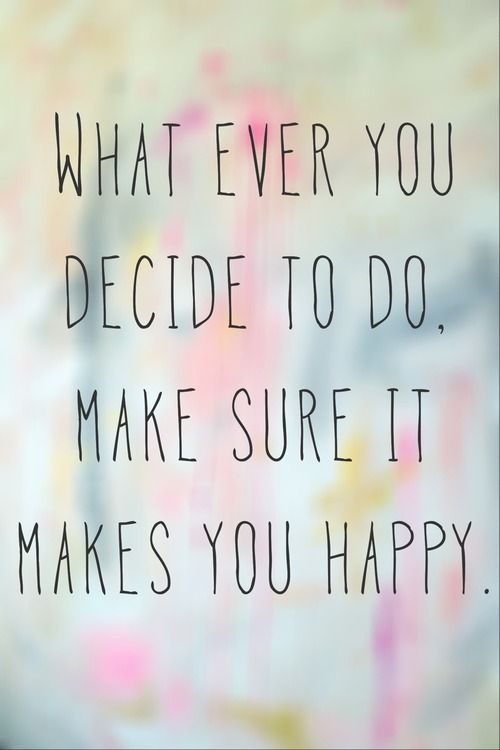 WHAT EVER YOU
DECIDE TO DO,
MAKE SURE IT
MAKES YOU HAPPY.